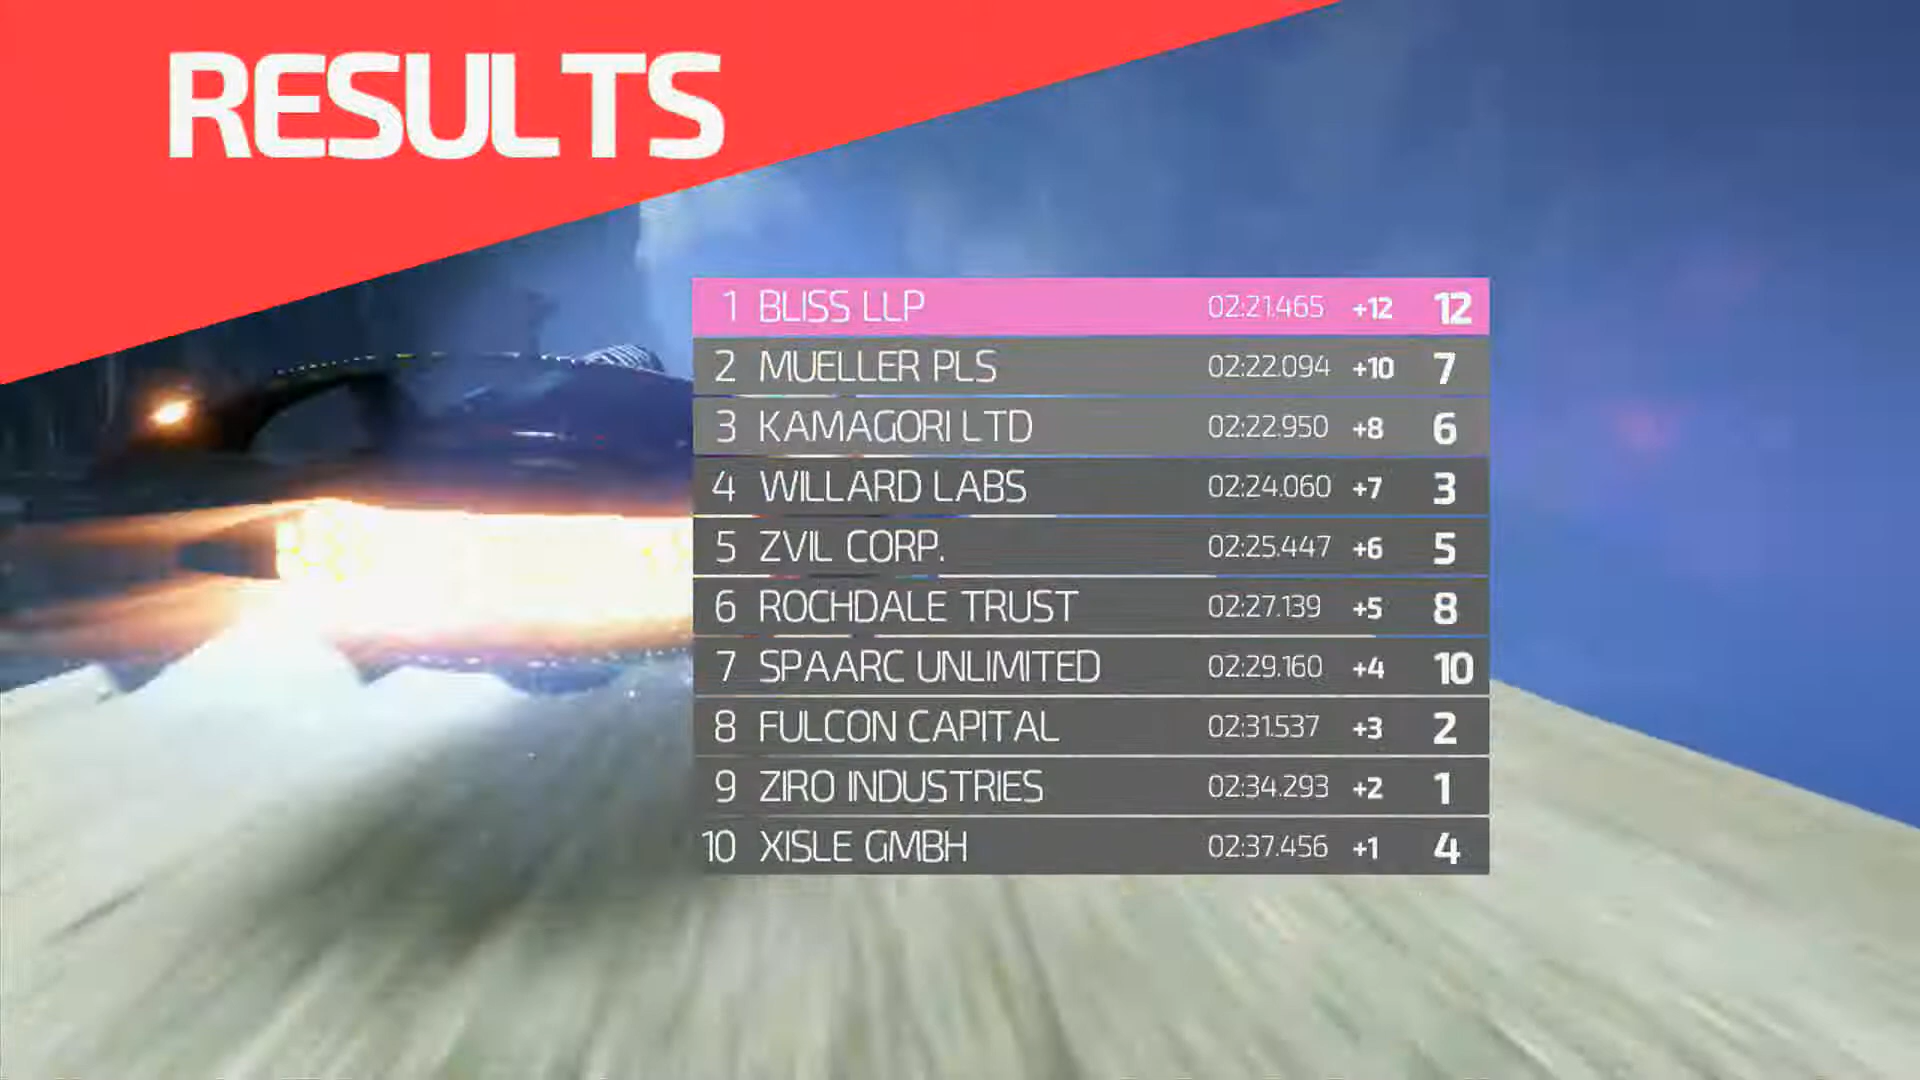 RESULTS
1 BLISS LLP 02:21.465 +12 12
2 MUELLER PLS 02:22.094 +10 7
3 KAMAGORI LTD 02:22.950 +8 6
4 WILLARD LABS 02:24.060 +7 3
5 ZVIL CORP. 02:25.447 +6 5
6 ROCHDALE TRUST 02:27.139 +5 8
7 SPAARC UNLIMITED 02:29.160 +4 10
8 FULCON CAPITAL 02:31.537 +3 2
9 ZIRO INDUSTRIES 02:34.293 +2 1
10 XISLE GMBH 02:37.456 +1 4